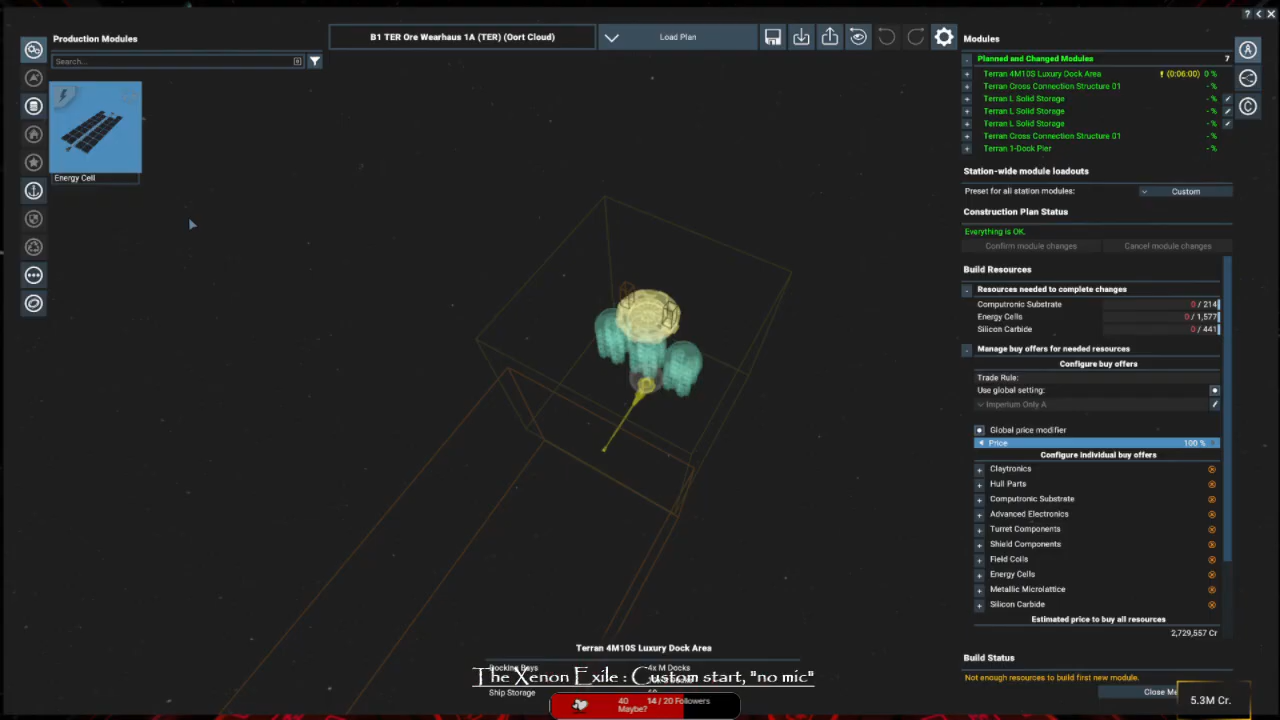 Production Modules
Search...
Energy Cell
B1 TER Ore Wearhaus 1A (TER) (Oort Cloud)
Load Plan
Modules
Planned and Changed Modules 7
Terran 4M10S Luxury Dock Area ! (0:06:00) 0 %
Terran Cross Connection Structure 01 - %
Terran L Solid Storage - %
Terran L Solid Storage - %
Terran L Solid Storage - %
Terran Cross Connection Structure 01 - %
Terran 1-Dock Pier - %
Station-wide module loadouts
Preset for all station modules: Custom
Construction Plan Status
Everything is OK.
Confirm module changes Cancel module changes
Build Resources
Resources needed to complete changes
Computronic Substrate 0 / 214
Energy Cells 0 / 1,577
Silicon Carbide 0 / 441
Manage buy offers for needed resources
Configure buy offers
Trade Rule:
Use global setting:
Imperium Only A
Global price modifier
Price 100 %
Configure individual buy offers
Claytronics
Hull Parts
Computronic Substrate
Advanced Electronics
Turret Components
Shield Components
Field Coils
Energy Cells
Metallic Microlattice
Silicon Carbide
Estimated price to buy all resources
2,729,557 Cr
Build Status
Not enough resources to build first new module.
Close Me
5.3M Cr.
Terran 4M10S Luxury Dock Area
Docking Bays 4x M Docks
The Xenon Exile : Custom start, "no mic"
Ship Storage
40 14 / 20 Followers
Maybe?